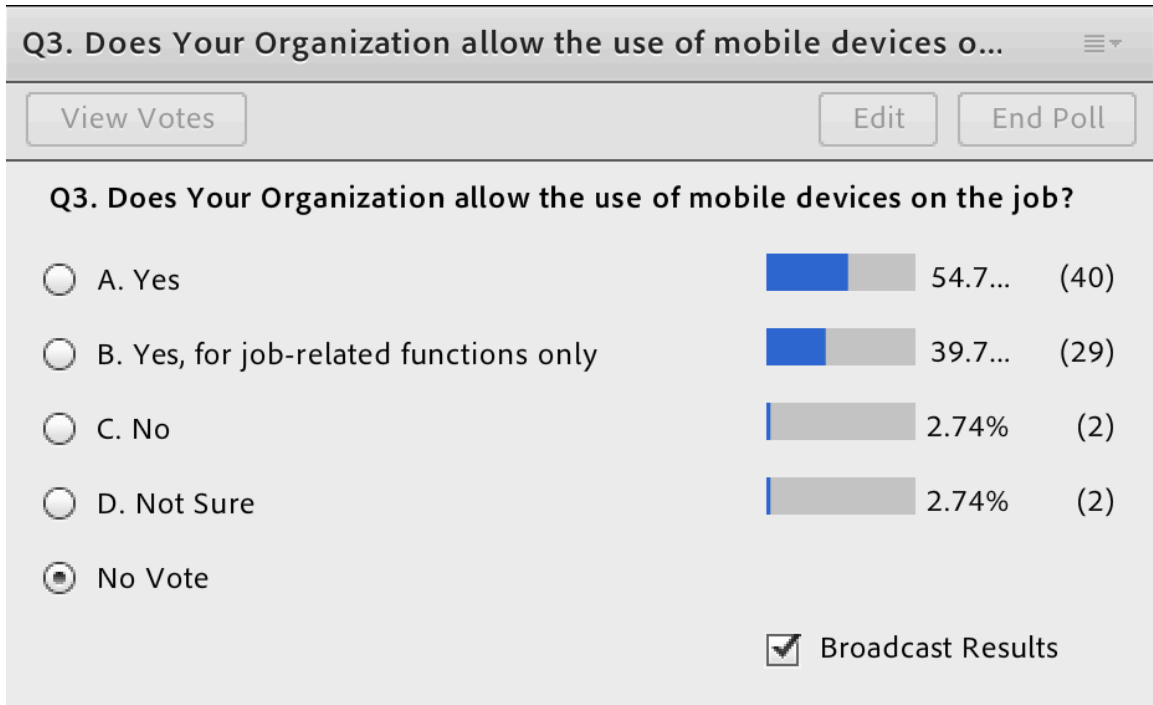 Q3. Does Your Organization allow the use of mobile devices o...
View Votes Edit End Poll
Q3. Does Your Organization allow the use of mobile devices on the job?
A. Yes 54.7... (40)
B. Yes, for job-related functions only 39.7... (29)
C. No 2.74% (2)
D. Not Sure 2.74% (2)
No Vote
Broadcast Results